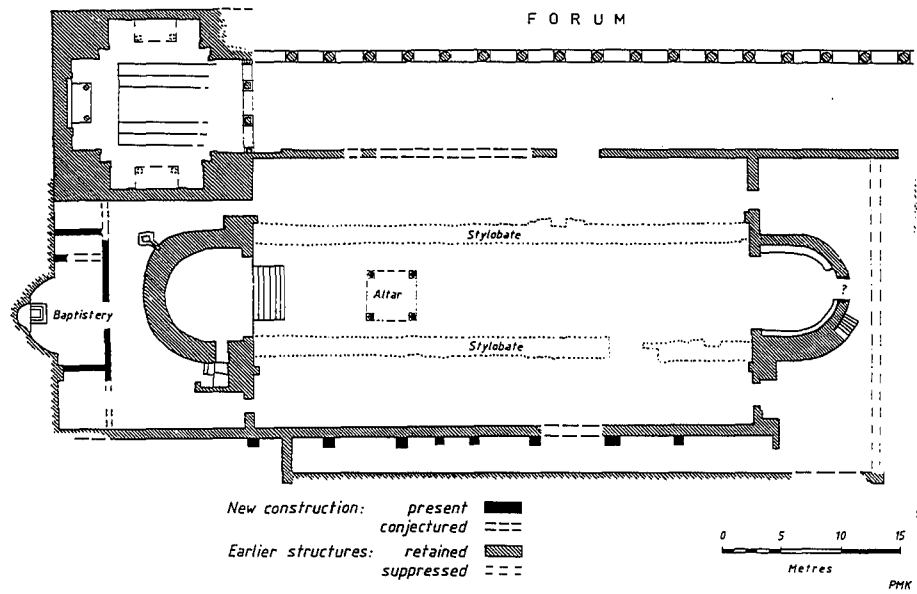 FORUM
Stylobate
Altar
?
Baptistery
Stylobate
New construction: present
conjectured
Earlier structures: retained
suppressed
0 5 10 15
Metres
PMK